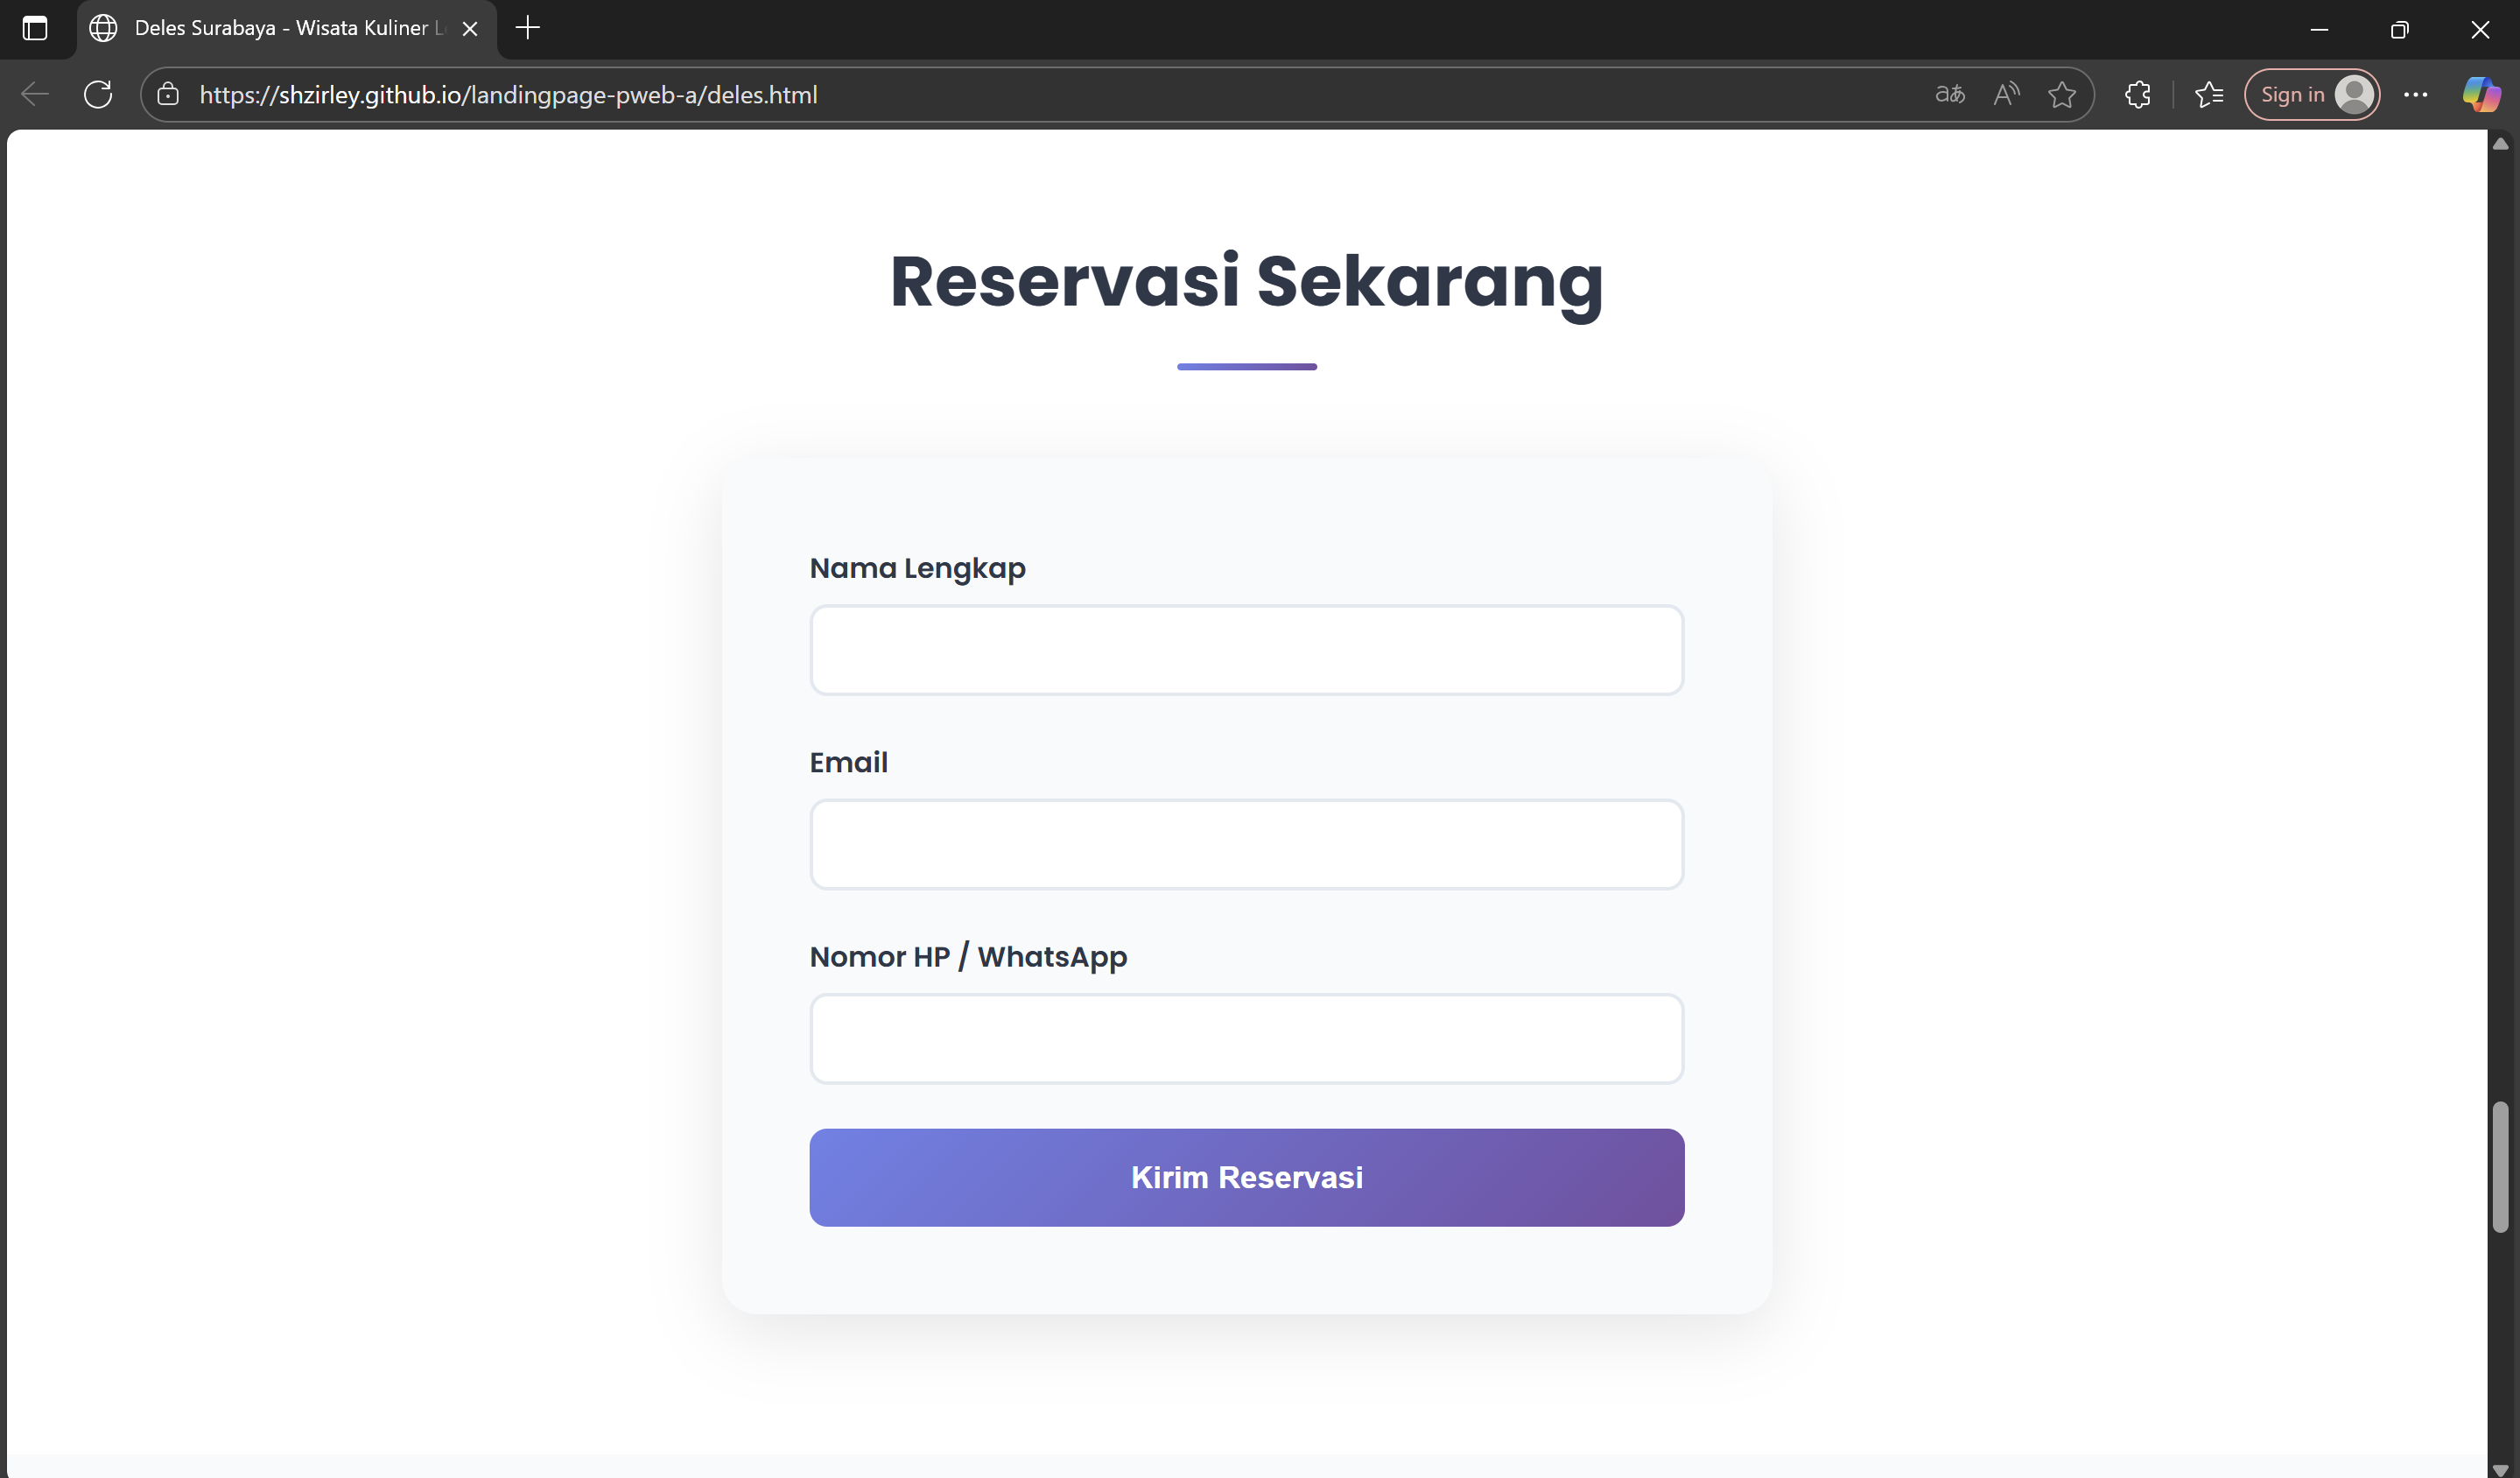 Deles Surabaya - Wisata Kuliner
https://shzirley.github.io/landingpage-pweb-a/deles.html
Sign in
Reservasi Sekarang
Nama Lengkap
Email
Nomor HP / WhatsApp
Kirim Reservasi